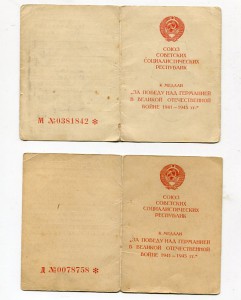 СОЮЗ
СОВЕТСКИХ
СОЦИАЛИСТИЧЕСКИХ
РЕСПУБЛИК
К МЕДАЛИ
„ЗА ПОБЕДУ НАД ГЕРМАНИЕЙ
В ВЕЛИКОЙ ОТЕЧЕСТВЕННОЙ
ВОЙНЕ 1941—1945 гг."
М №0381842 *
СОЮЗ
СОВЕТСКИХ
СОЦИАЛИСТИЧЕСКИХ
РЕСПУБЛИК
К МЕДАЛИ
„ЗА ПОБЕДУ НАД ГЕРМАНИЕЙ
В ВЕЛИКОЙ ОТЕЧЕСТВЕННОЙ
ВОЙНЕ 1941—1945 гг."
Д №0078758 *